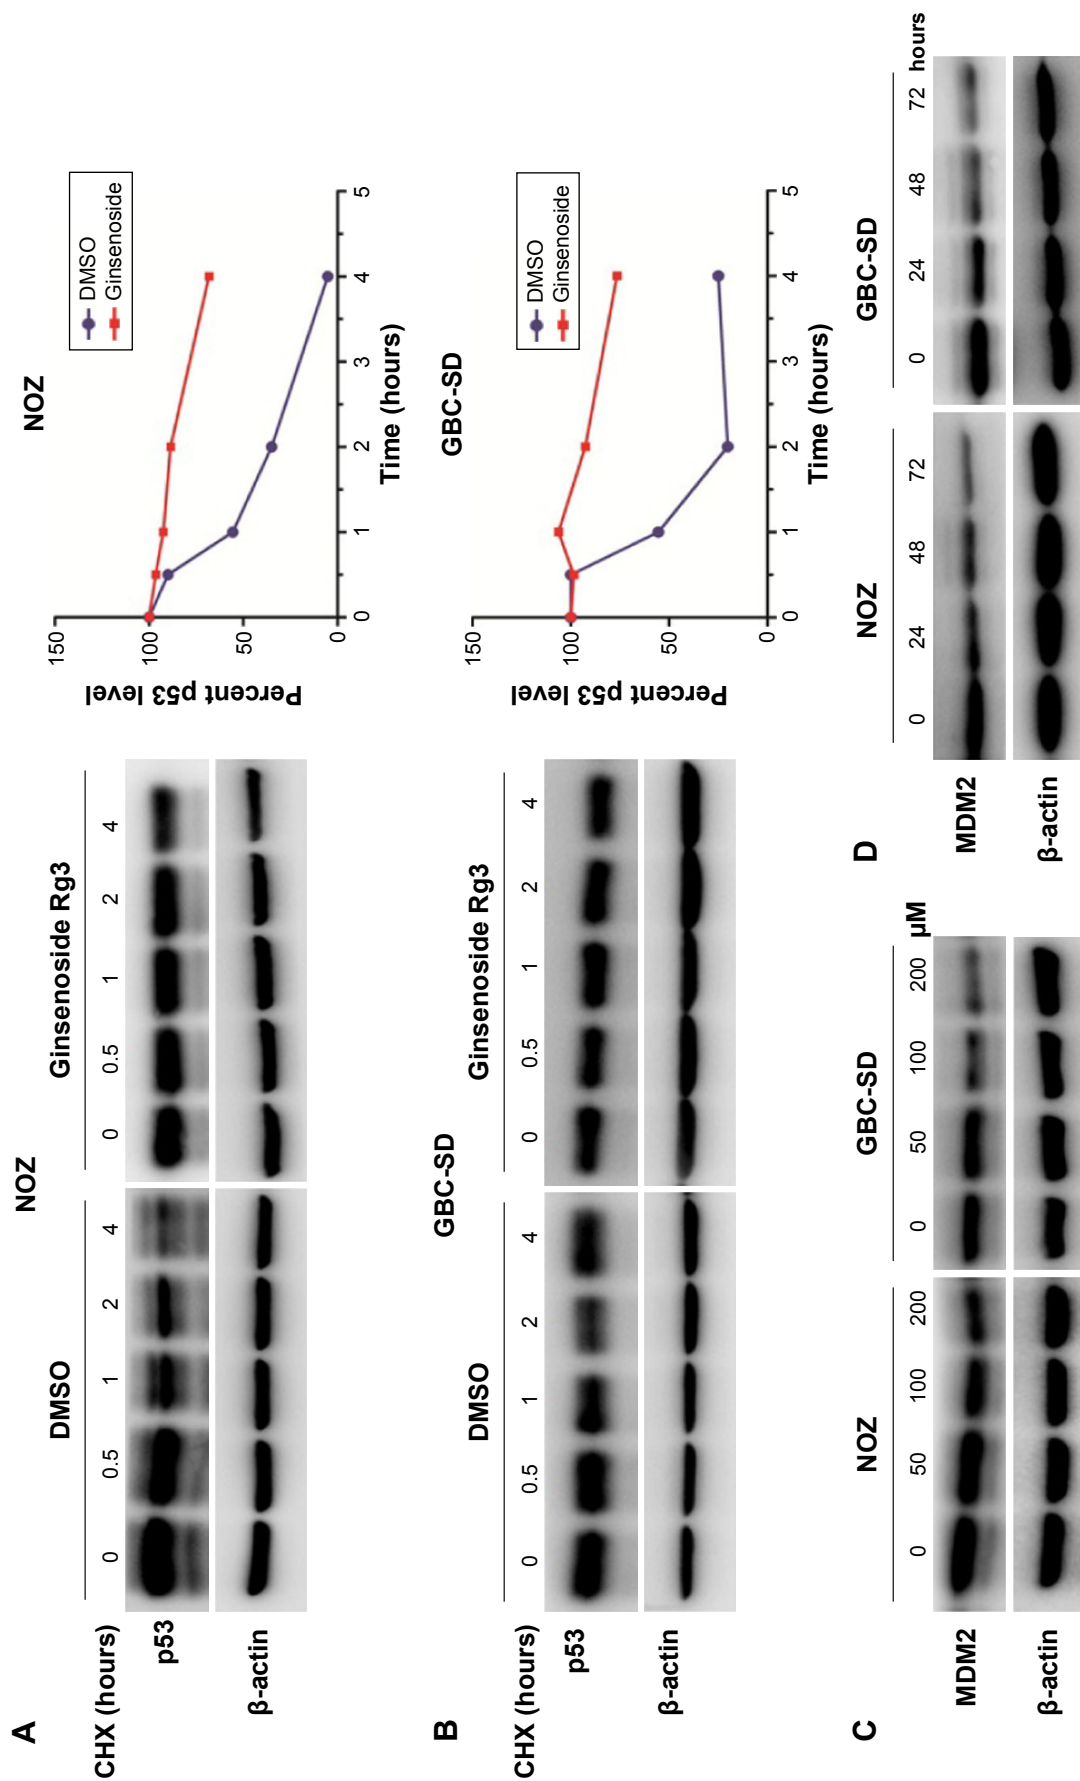 A
NOZ
DMSO
Ginsenoside Rg3
CHX (hours)
0 0.5 1 2 4 0 0.5 1 2 4
p53
β-actin
NOZ
DMSO
Ginsenoside
Percent p53 level
150
100
50
0
0 1 2 3 4 5
Time (hours)
B
GBC-SD
DMSO
Ginsenoside Rg3
CHX (hours)
0 0.5 1 2 4 0 0.5 1 2 4
p53
β-actin
GBC-SD
DMSO
Ginsenoside
Percent p53 level
150
100
50
0
0 1 2 3 4 5
Time (hours)
C
NOZ
GBC-SD
0 50 100 200 0 50 100 200 μM
MDM2
β-actin
D
NOZ
GBC-SD
0 24 48 72 0 24 48 72 hours
MDM2
β-actin